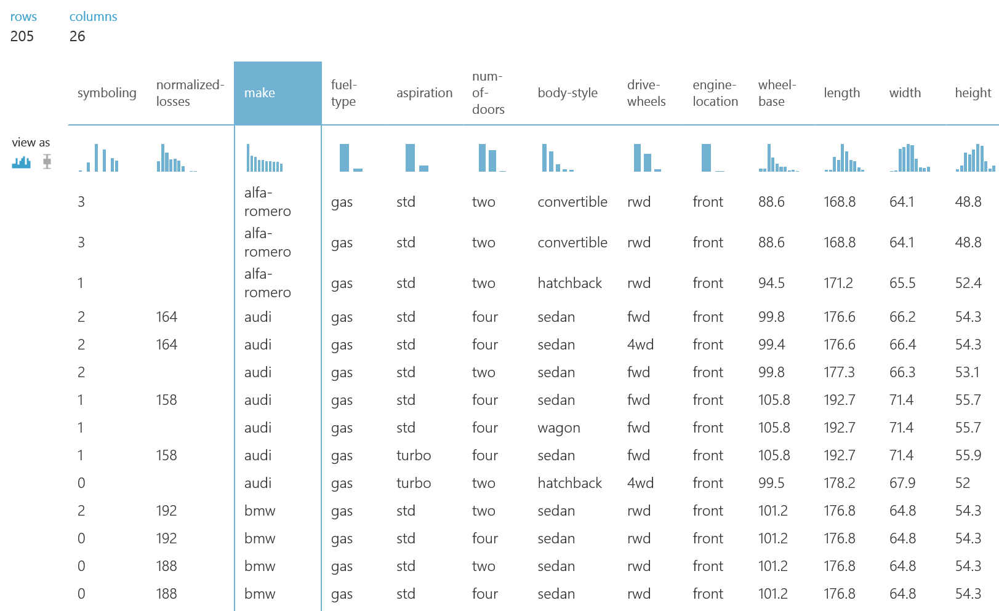 rows columns
205 26
symboling normalized-losses make fuel-type aspiration num-of-doors body-style drive-wheels engine-location wheel-base length width height
view as
3 alfa-romero gas std two convertible rwd front 88.6 168.8 64.1 48.8
3 alfa-romero gas std two convertible rwd front 88.6 168.8 64.1 48.8
1 alfa-romero gas std two hatchback rwd front 94.5 171.2 65.5 52.4
2 164 audi gas std four sedan fwd front 99.8 176.6 66.2 54.3
2 164 audi gas std four sedan 4wd front 99.4 176.6 66.4 54.3
2 audi gas std two sedan fwd front 99.8 177.3 66.3 53.1
1 158 audi gas std four sedan fwd front 105.8 192.7 71.4 55.7
1 audi gas std four wagon fwd front 105.8 192.7 71.4 55.7
1 158 audi gas turbo four sedan fwd front 105.8 192.7 71.4 55.9
0 audi gas turbo two hatchback 4wd front 99.5 178.2 67.9 52
2 192 bmw gas std two sedan rwd front 101.2 176.8 64.8 54.3
0 192 bmw gas std four sedan rwd front 101.2 176.8 64.8 54.3
0 188 bmw gas std two sedan rwd front 101.2 176.8 64.8 54.3
0 188 bmw gas std four sedan rwd front 101.2 176.8 64.8 54.3